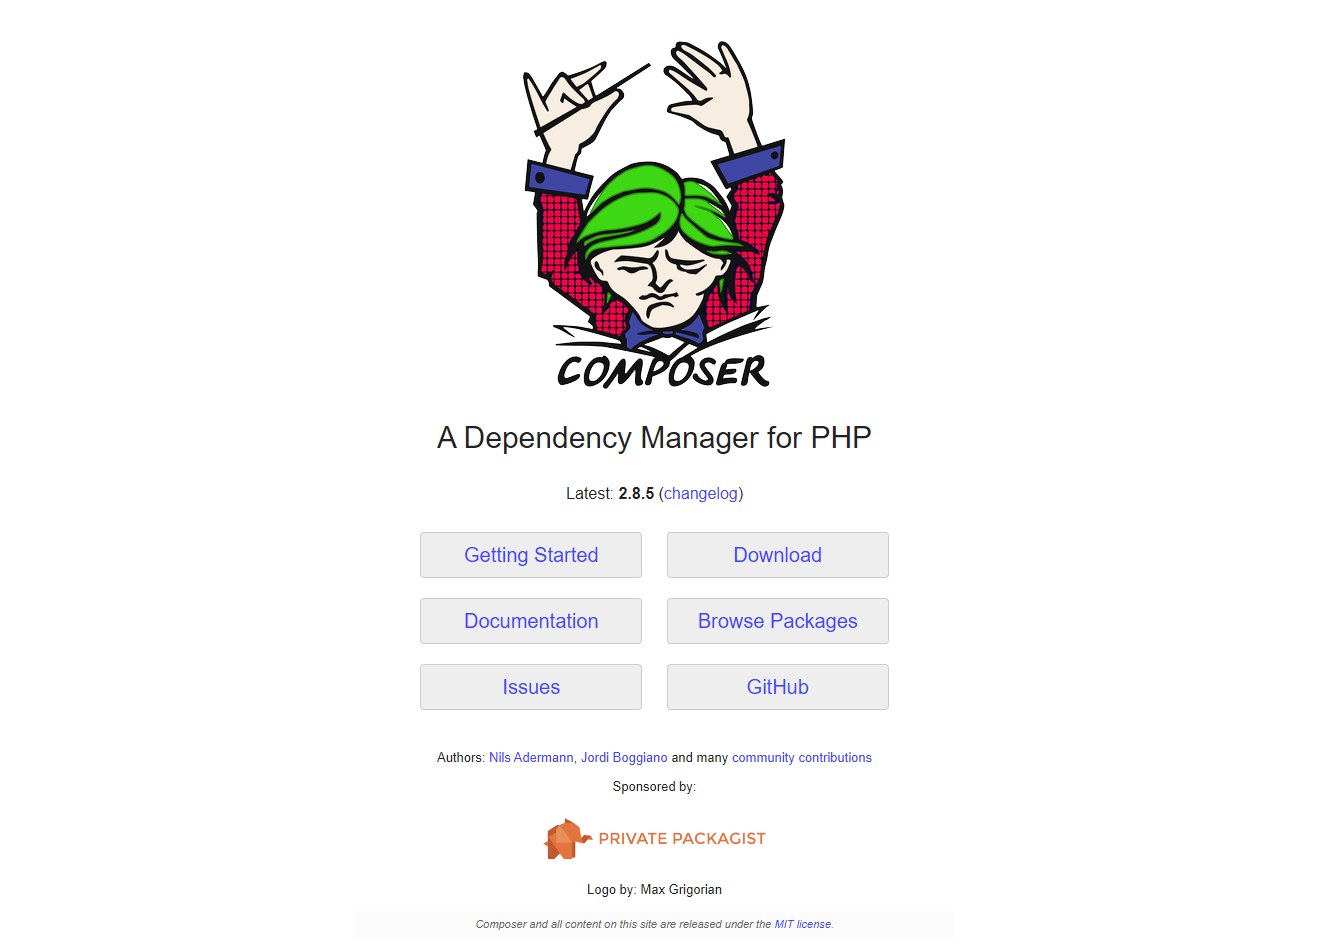 COMPOSER
A Dependency Manager for PHP
Latest: 2.8.5 (changelog)
Getting Started
Download
Documentation
Browse Packages
Issues
GitHub
Authors: Nils Adermann, Jordi Boggiano and many community contributions
Sponsored by:
PRIVATE PACKAGIST
Logo by: Max Grigorian
Composer and all content on this site are released under the MIT license.